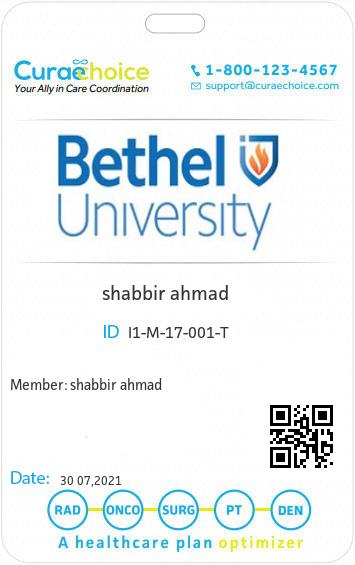 Curaechoice
Your Ally in Care Coordination
1-800-123-4567
support@curaechoice.com
Bethel
University
shabbir ahmad
ID I1-M-17-001-T
Member: shabbir ahmad
Date: 30 07,2021
RAD ONCO SURG PT DEN
A healthcare plan optimizer